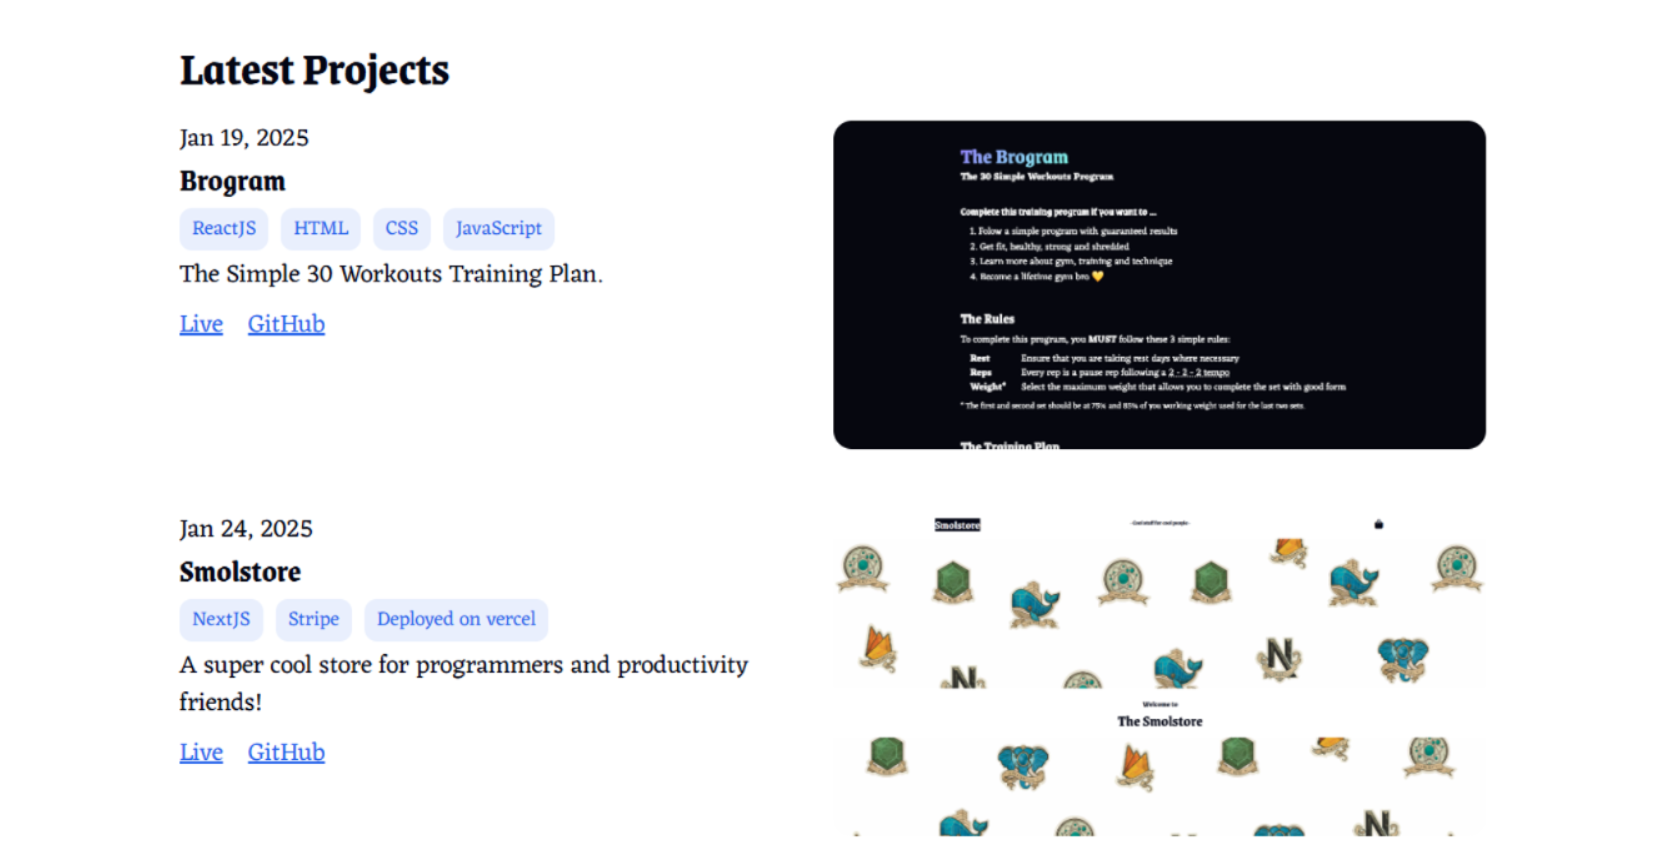 Latest Projects
Jan 19, 2025
Brogram
ReactJS HTML CSS JavaScript
The Simple 30 Workouts Training Plan.
Live GitHub
The Brogram
The 30 Simple Workouts Program
Complete this training program if you want to ...
1. Folow a simple program with guaranteed results
2. Get fit, healthy, strong and shredded
3. Learn more about gym, training and technique
4. Become a lifetime gym bro 💛
The Rules
To complete this program, you MUST follow these 3 simple rules:
Rest Ensure that you are taking rest days where necessary
Reps Every rep is a pause rep following a 2 - 2 - 2 tempo
Weight* Select the maximum weight that allows you to complete the set with good form
* The first and second set should be at 75% and 85% of you working weight used for the last two sets.
The Training Plan
Jan 24, 2025
Smolstore
NextJS Stripe Deployed on vercel
A super cool store for programmers and productivity
friends!
Live GitHub
Smolstore - Cool stuff for cool people -
N
N
Welcome to
The Smolstore
N